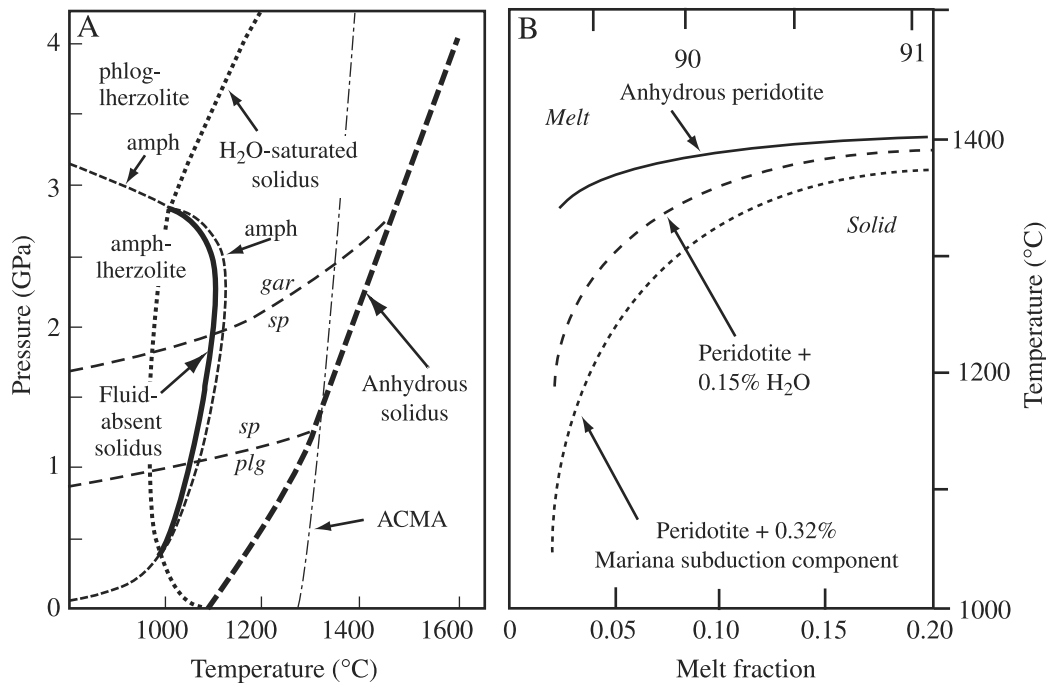 A
4
3
2
1
0
Pressure (GPa)
phlog-
lherzolite
amph
H2O-saturated
solidus
amph-
lherzolite
amph
gar
sp
Fluid-
absent
solidus
Anhydrous
solidus
sp
plg
ACMA
1000
1200
1400
1600
Temperature (°C)
B
90
91
Melt
Anhydrous peridotite
Solid
Peridotite +
0.15% H2O
Peridotite + 0.32%
Mariana subduction component
1400
1200
1000
Temperature (°C)
0
0.05
0.10
0.15
0.20
Melt fraction